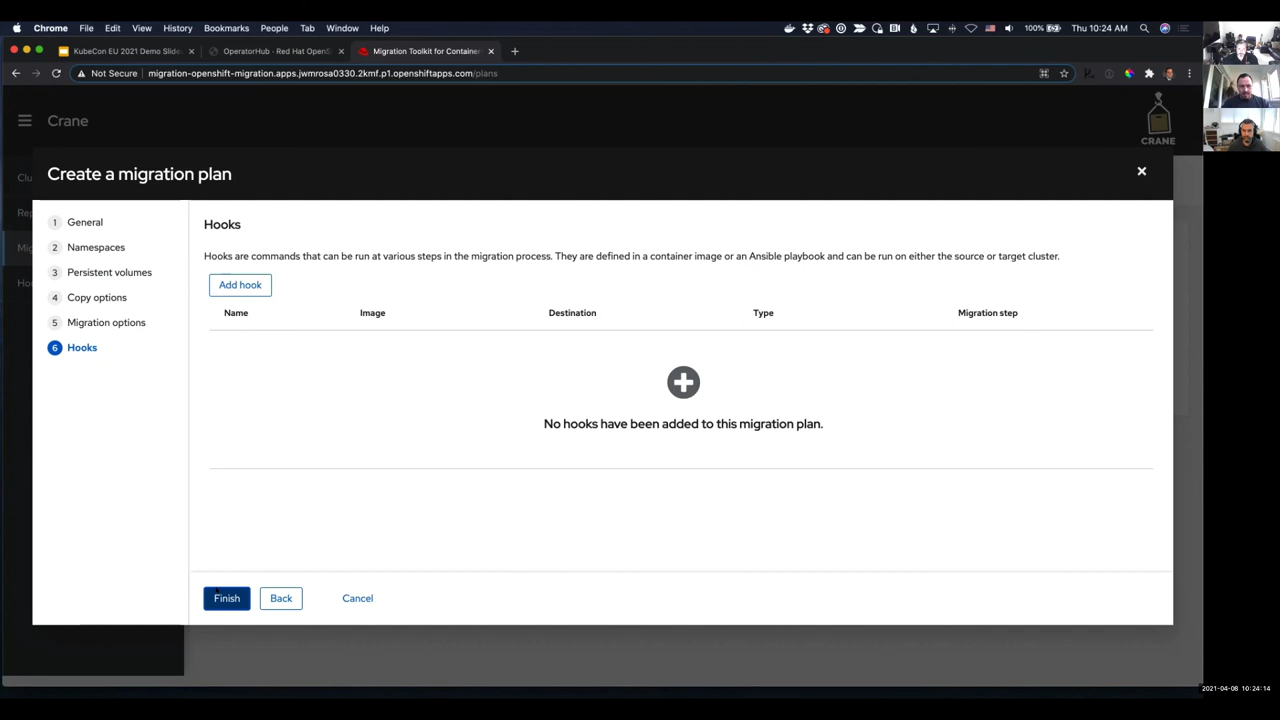 Chrome File Edit View History Bookmarks People Tab Window Help 100% Thu 10:24 AM
KubeCon EU 2021 Demo Slide OperatorHub · Red Hat OpenS Migration Toolkit for Container
Not Secure migration-openshift-migration.apps.jwmrosa0330.2kmf.p1.openshiftapps.com/plans
Crane
CRANE
Create a migration plan
Clu
Rep
Mig
Ho
1 General
2 Namespaces
3 Persistent volumes
4 Copy options
5 Migration options
6 Hooks
Hooks
Hooks are commands that can be run at various steps in the migration process. They are defined in a container image or an Ansible playbook and can be run on either the source or target cluster.
Add hook
Name Image Destination Type Migration step
No hooks have been added to this migration plan.
Finish Back Cancel
2021-04-08 10:24:14